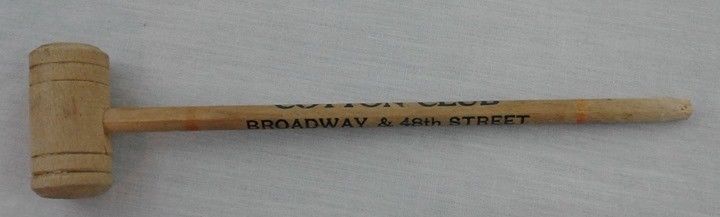 COTTON CLUB
BROADWAY & 48th STREET